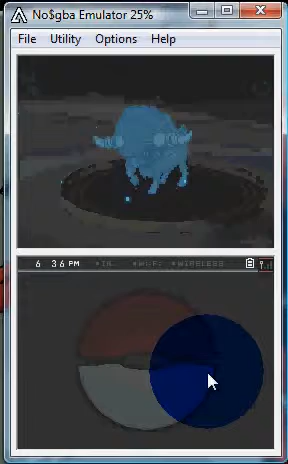 No$gba Emulator 25%
File Utility Options Help
6 36 PM WIRELESS